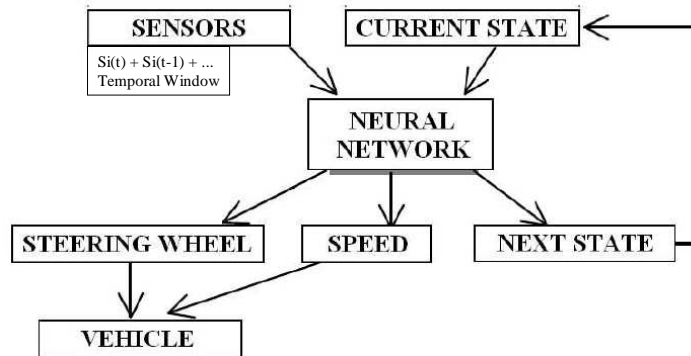 SENSORS
CURRENT STATE
Si(t) + Si(t-1) + ...
Temporal Window
NEURAL
NETWORK
STEERING WHEEL
SPEED
NEXT STATE
VEHICLE